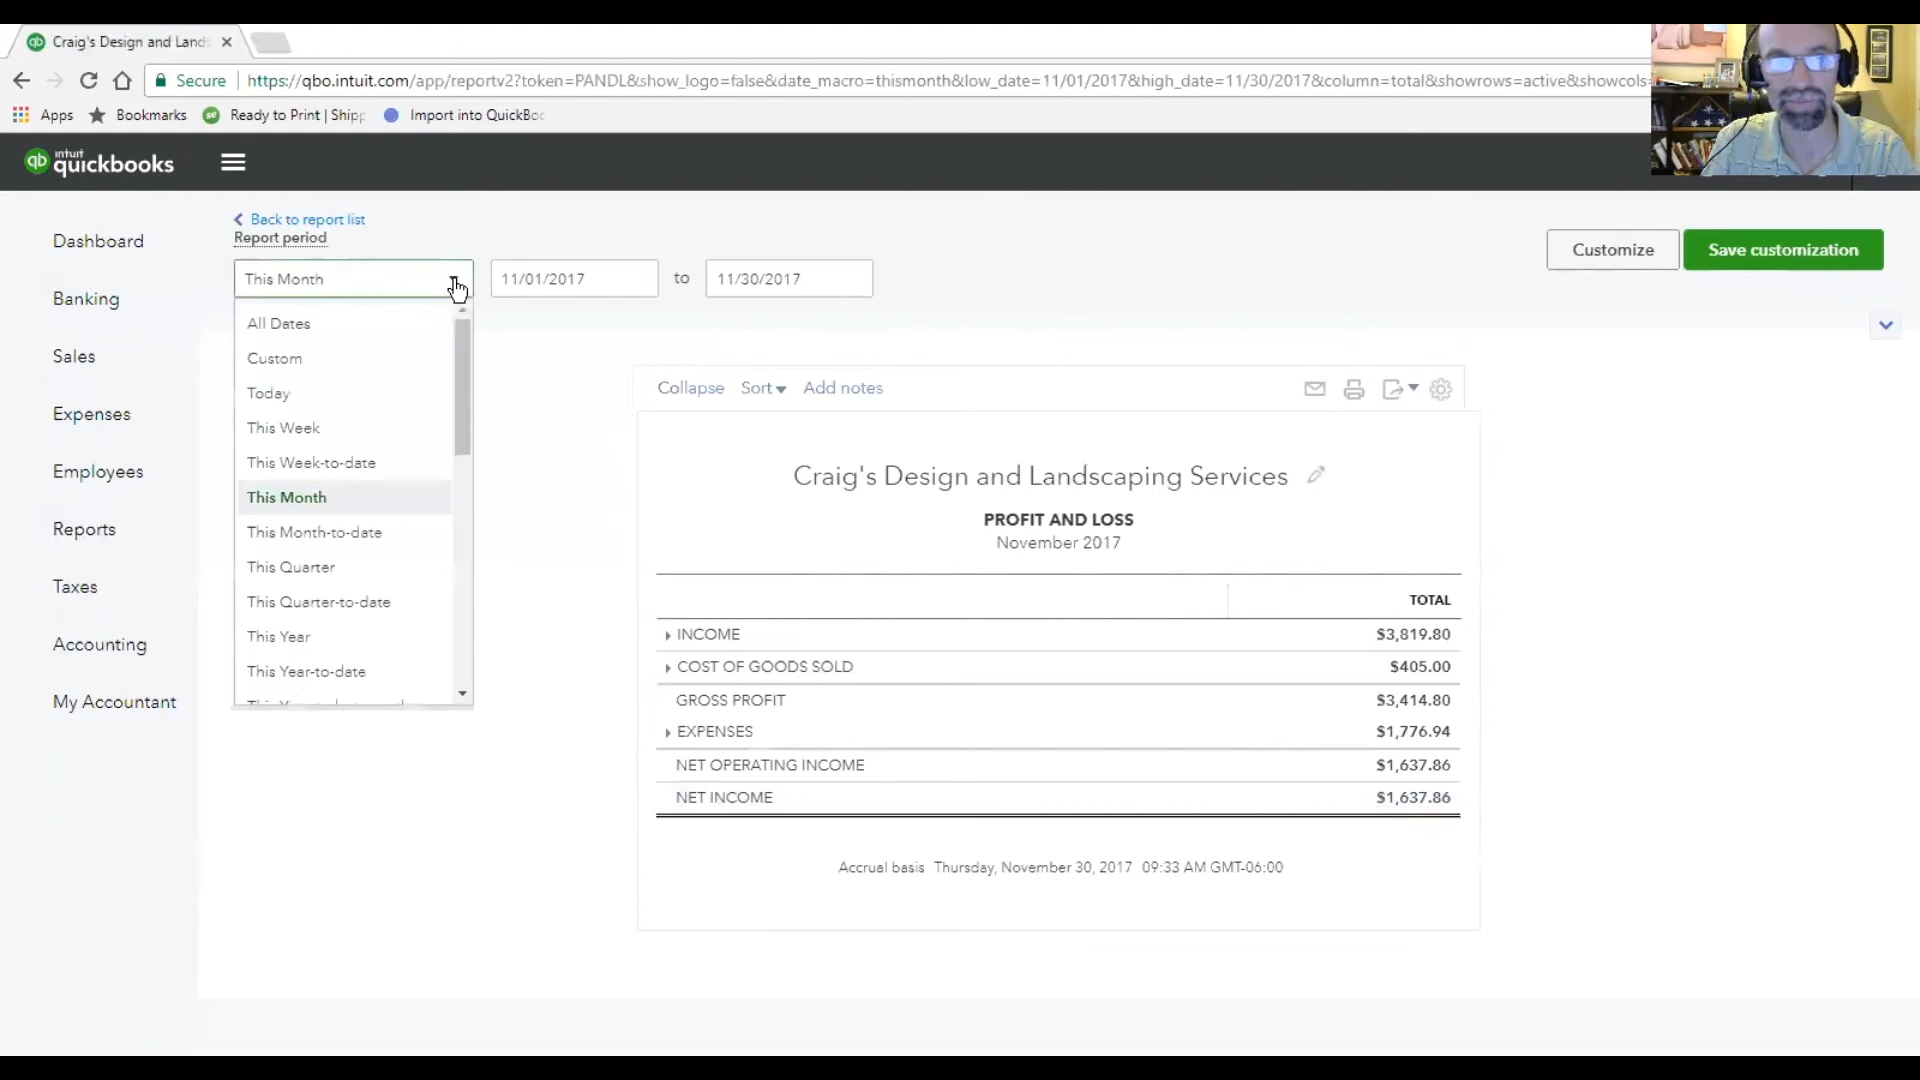 Craig's Design and Lands
Secure
https://qbo.intuit.com/app/reportv2?token=PANDL&show_logo=false&date_macro=thismonth&low_date=11/01/2017&high_date=11/30/2017&column=total&showrows=active&showcols=
Apps
Bookmarks
Ready to Print | Shipp
Import into QuickBoo
qb intuit quickbooks
Back to report list
Report period
Customize
Save customization
This Month
11/01/2017 to 11/30/2017
Dashboard
Banking
Sales
Expenses
Employees
Reports
Taxes
Accounting
My Accountant
All Dates
Custom
Today
This Week
This Week-to-date
This Month
This Month-to-date
This Quarter
This Quarter-to-date
This Year
This Year-to-date
Collapse Sort Add notes
Craig's Design and Landscaping Services
PROFIT AND LOSS
November 2017
TOTAL
INCOME $3,819.80
COST OF GOODS SOLD $405.00
GROSS PROFIT $3,414.80
EXPENSES $1,776.94
NET OPERATING INCOME $1,637.86
NET INCOME $1,637.86
Accrual basis Thursday, November 30, 2017 09:33 AM GMT-06:00